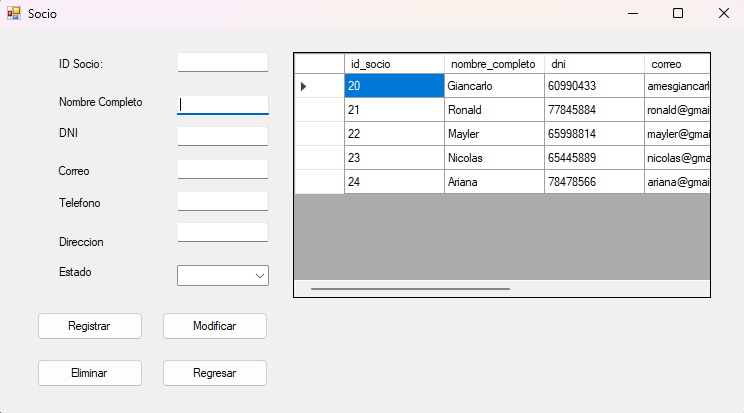 Socio
ID Socio:
Nombre Completo
DNI
Correo
Telefono
Direccion
Estado
Registrar Modificar
Eliminar Regresar
id_socio nombre_completo dni correo
20 Giancarlo 60990433 amesgiancarl
21 Ronald 77845884 ronald@gmai
22 Mayler 65998814 mayler@gmai
23 Nicolas 65445889 nicolas@gmai
24 Ariana 78478566 ariana@gmai